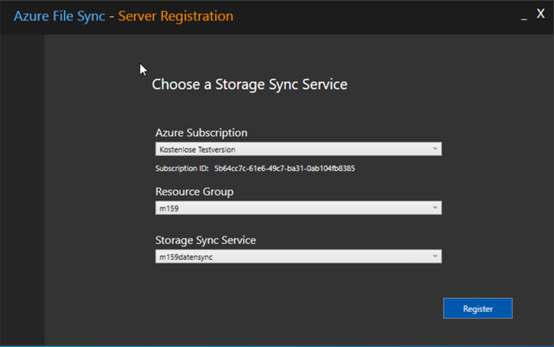 Azure File Sync - Server Registration
Choose a Storage Sync Service
Azure Subscription
Kostenlose Testversion
Subscription ID: 5b64cc7c-61e6-49c7-ba31-0ab104fb8385
Resource Group
m159
Storage Sync Service
m159datensync
Register